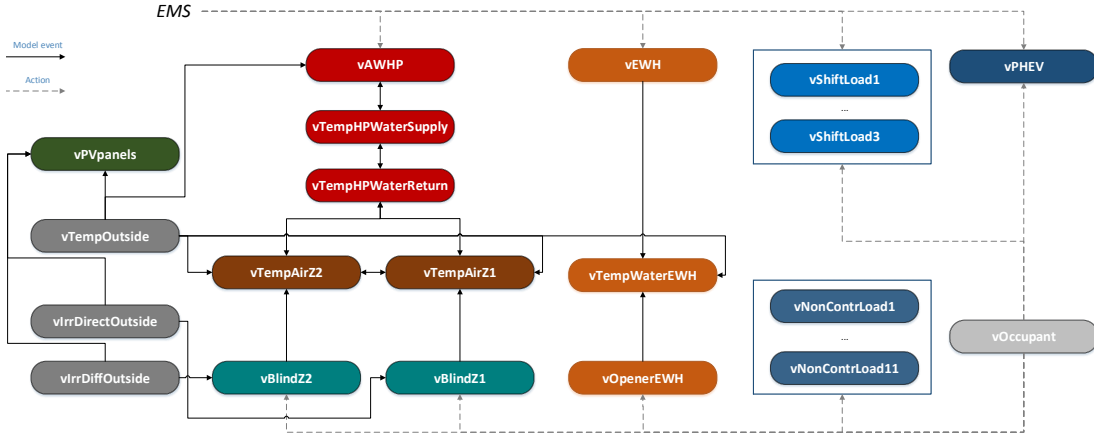 EMS
Model event
Action
vAWHP
vEWH
vPHEV
vShiftLoad1
...
vShiftLoad3
vTempHPWaterSupply
vPVpanels
vTempHPWaterReturn
vTempOutside
vTempAirZ2
vTempAirZ1
vTempWaterEWH
vIrrDirectOutside
vNonContrLoad1
...
vNonContrLoad11
vOccupant
vIrrDiffOutside
vBlindZ2
vBlindZ1
vOpenerEWH